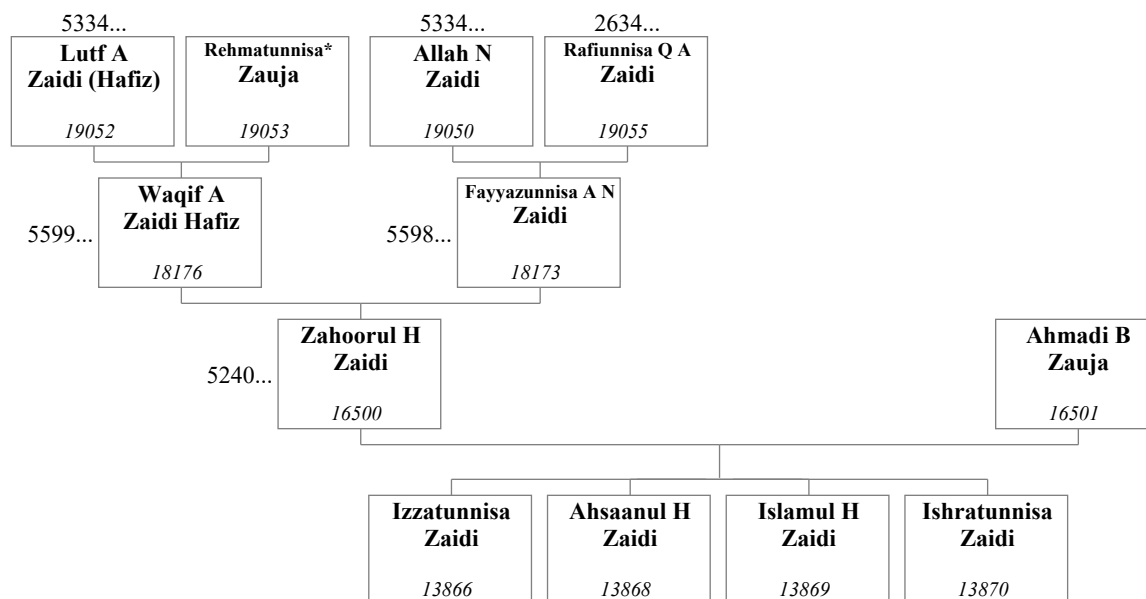 5334...
5334...
2634...
Lutf A
Zaidi (Hafiz)
19052
Rehmatunnisa*
Zauja
19053
Allah N
Zaidi
19050
Rafiunnisa Q A
Zaidi
19055
5599...
Waqif A
Zaidi Hafiz
18176
5598...
Fayyazunnisa A N
Zaidi
18173
5240...
Zahoorul H
Zaidi
16500
Ahmadi B
Zauja
16501
Izzatunnisa
Zaidi
13866
Ahsaanul H
Zaidi
13868
Islamul H
Zaidi
13869
Ishratunnisa
Zaidi
13870